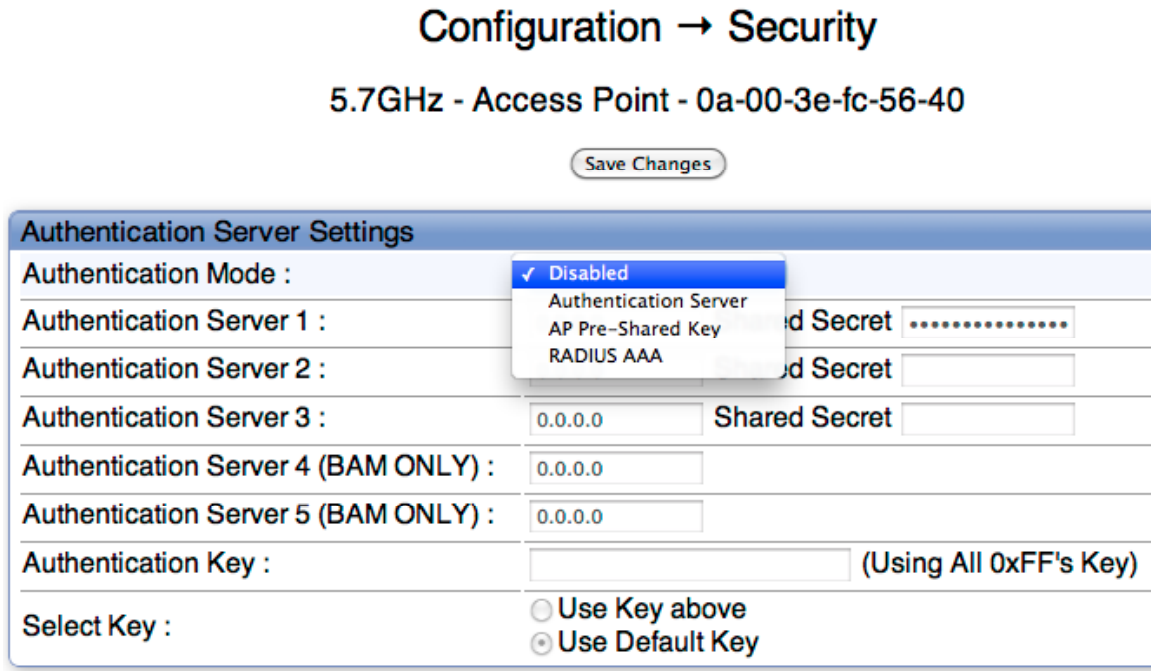 Configuration → Security
5.7GHz - Access Point - 0a-00-3e-fc-56-40
Save Changes
Authentication Server Settings
Authentication Mode :
✓ Disabled
Authentication Server
AP Pre-Shared Key
RADIUS AAA
Authentication Server 1 :
Shared Secret •••••••••••••••
Authentication Server 2 :
Shared Secret
Authentication Server 3 : 0.0.0.0 Shared Secret
Authentication Server 4 (BAM ONLY) : 0.0.0.0
Authentication Server 5 (BAM ONLY) : 0.0.0.0
Authentication Key : (Using All 0xFF's Key)
Select Key :
Use Key above
Use Default Key